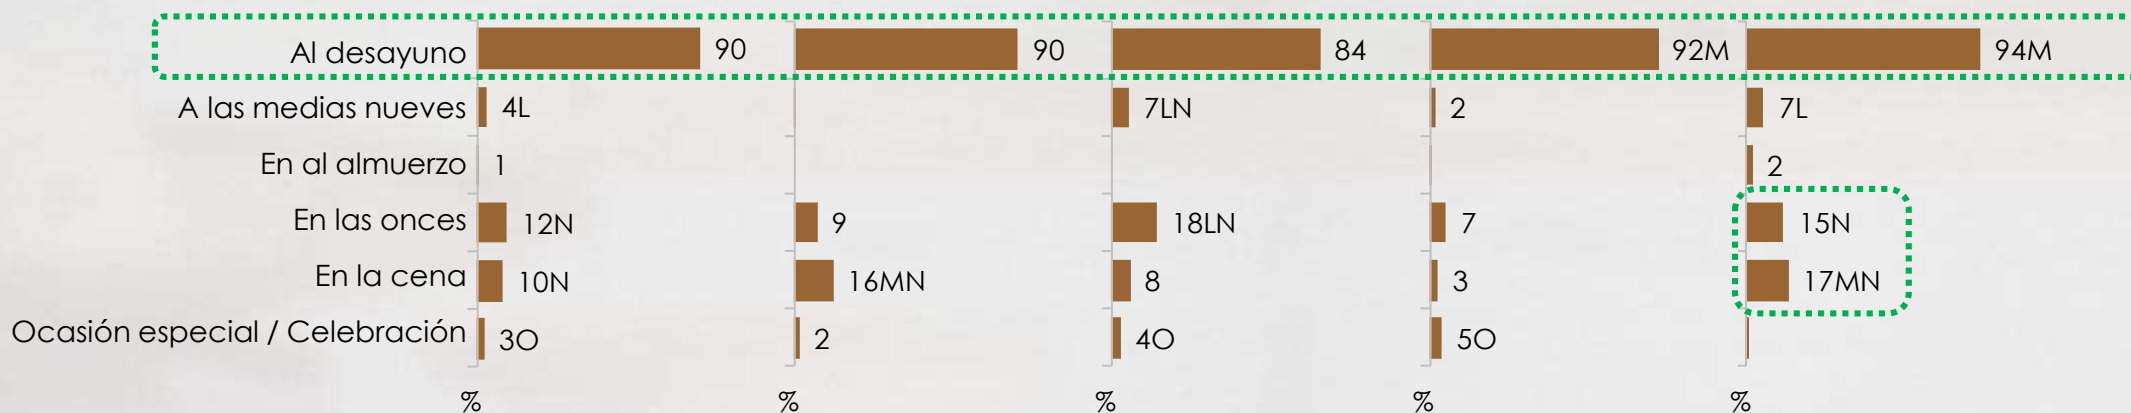 Al desayuno 90 90 84 92M 94M
A las medias nueves 4L 7LN 2 7L
En al almuerzo 1 2
En las onces 12N 9 18LN 7 15N
En la cena 10N 16MN 8 3 17MN
Ocasión especial / Celebración 3O 2 4O 5O
% % % % %